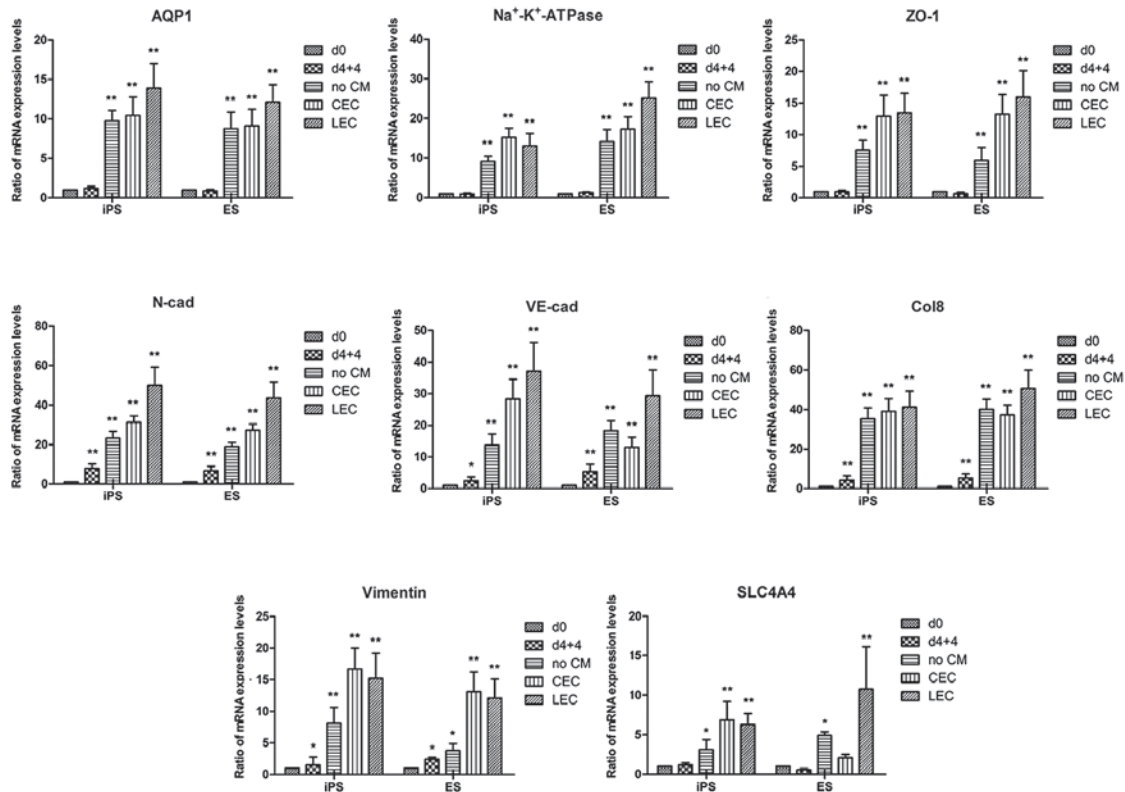 AQP1
Ratio of mRNA expression levels
20
15
10
5
0
**
**
**
**
**
**
iPS
ES
d0
d4+4
no CM
CEC
LEC
Na⁺-K⁺-ATPase
Ratio of mRNA expression levels
40
30
20
10
0
**
**
**
**
**
**
iPS
ES
d0
d4+4
no CM
CEC
LEC
ZO-1
Ratio of mRNA expression levels
25
20
15
10
5
0
**
**
**
**
**
**
iPS
ES
d0
d4+4
no CM
CEC
LEC
N-cad
Ratio of mRNA expression levels
80
60
40
20
0
**
**
**
**
**
**
**
**
iPS
ES
d0
d4+4
no CM
CEC
LEC
VE-cad
Ratio of mRNA expression levels
50
40
30
20
10
0
*
**
**
**
**
**
**
**
iPS
ES
d0
d4+4
no CM
CEC
LEC
Col8
Ratio of mRNA expression levels
80
60
40
20
0
**
**
**
**
**
**
**
**
iPS
ES
d0
d4+4
no CM
CEC
LEC
Vimentin
Ratio of mRNA expression levels
25
20
15
10
5
0
*
**
**
**
*
*
**
**
iPS
ES
d0
d4+4
no CM
CEC
LEC
SLC4A4
Ratio of mRNA expression levels
20
15
10
5
0
*
**
**
*
**
iPS
ES
d0
d4+4
no CM
CEC
LEC